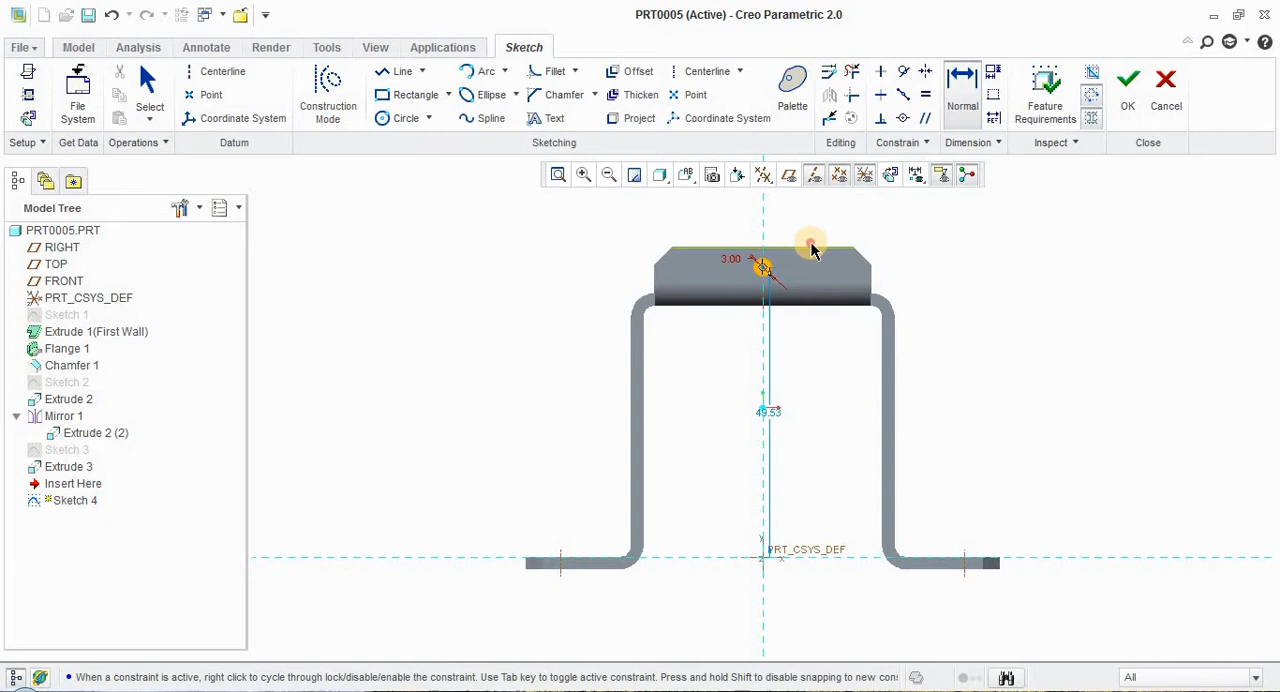 PRT0005 (Active) - Creo Parametric 2.0
File Model Analysis Annotate Render Tools View Applications Sketch
Centerline Line Arc Fillet Offset Centerline
Point Rectangle Ellipse Chamfer Thicken Point
Coordinate System Circle Spline Text Project Coordinate System
File System Select Construction Mode Palette Normal Feature Requirements OK Cancel
Setup Get Data Operations Datum Sketching Editing Constrain Dimension Inspect Close
Model Tree
PRT0005.PRT
RIGHT
TOP
FRONT
PRT_CSYS_DEF
Sketch 1
Extrude 1(First Wall)
Flange 1
Chamfer 1
Sketch 2
Extrude 2
Mirror 1
Extrude 2 (2)
Sketch 3
Extrude 3
Insert Here
Sketch 4
3.00
49.53
y
PRT_CSYS_DEF
x
When a constraint is active, right click to cycle through lock/disable/enable the constraint. Use Tab key to toggle active constraint. Press and hold Shift to disable snapping to new con
All